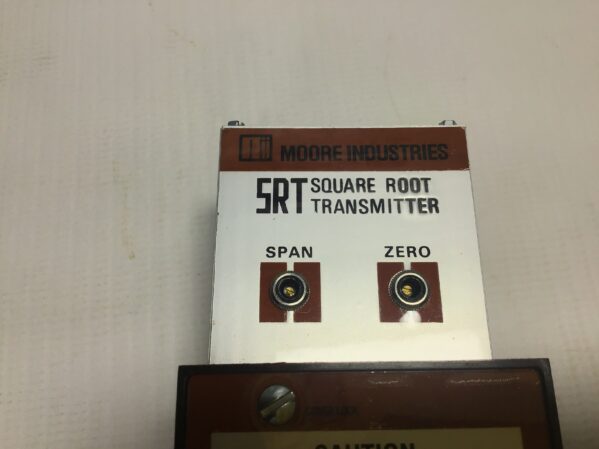 MOORE INDUSTRIES
SRT SQUARE ROOT
TRANSMITTER
SPAN ZERO
CAUTION